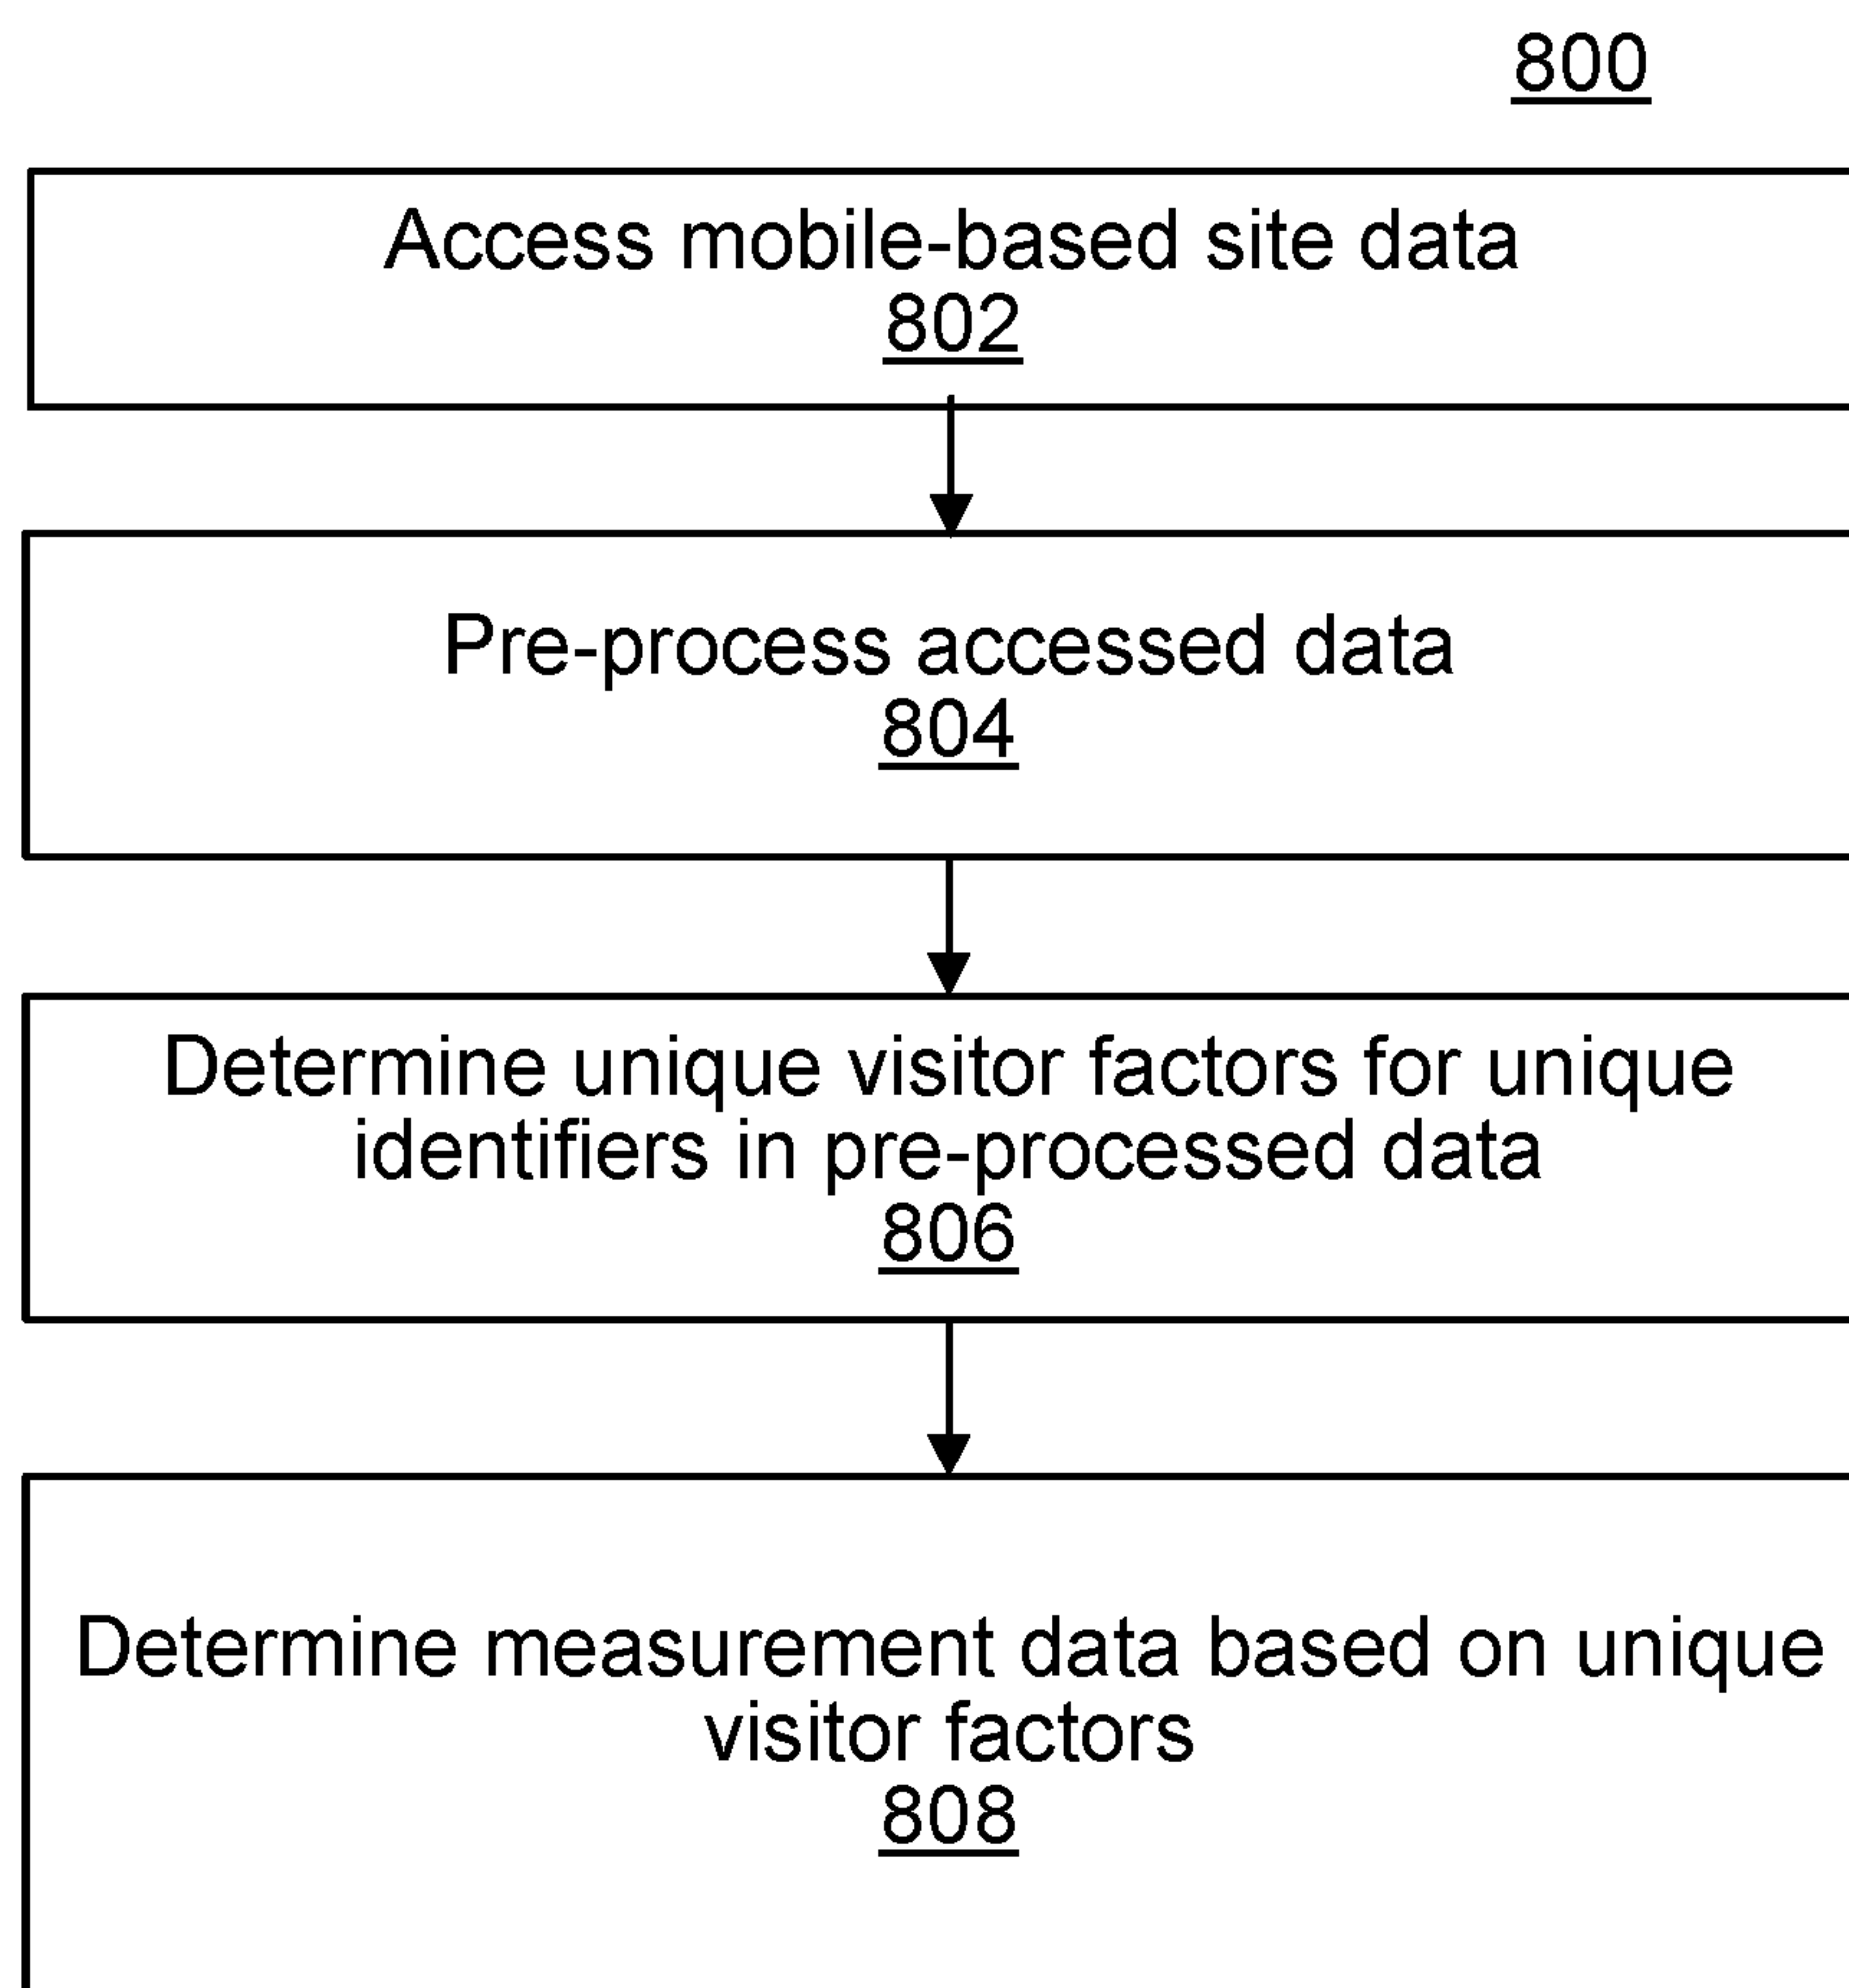 800
Access mobile-based site data
802
Pre-process accessed data
804
Determine unique visitor factors for unique
identifiers in pre-processed data
806
Determine measurement data based on unique
visitor factors
808